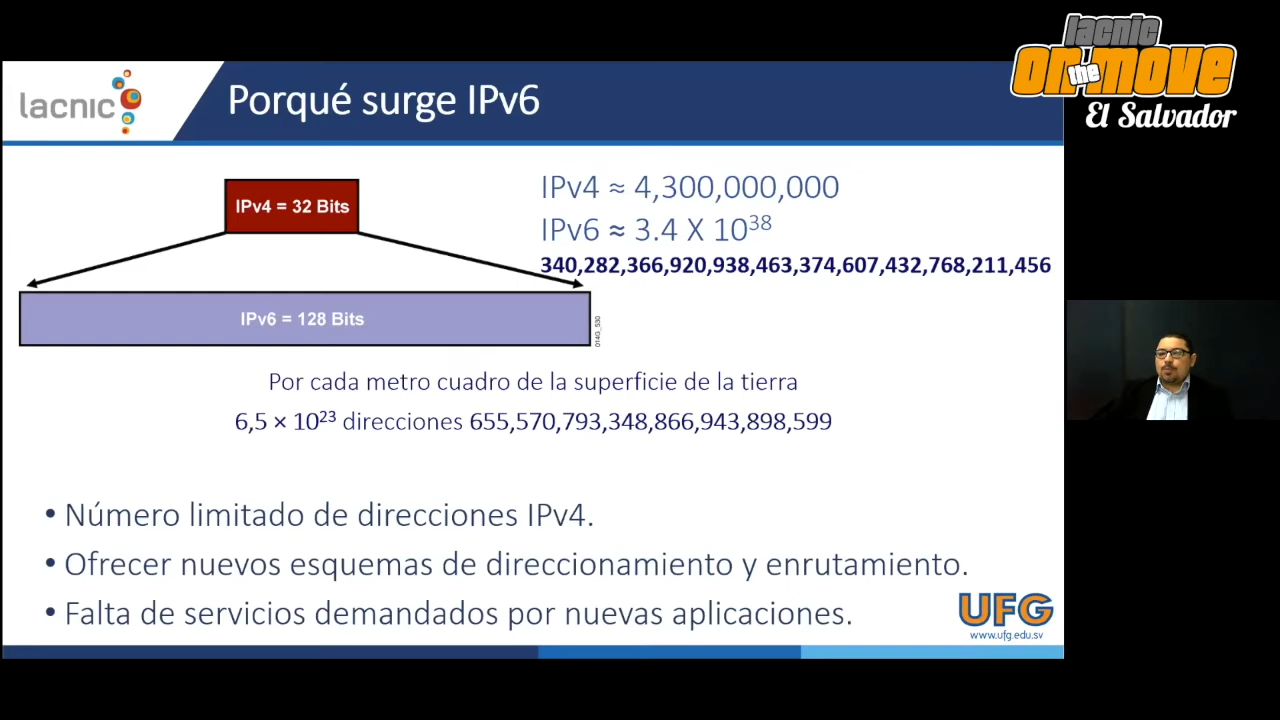 lacnic
on the move
El Salvador
lacnic
Porqué surge IPv6
IPv4 = 32 Bits
IPv4 ≈ 4,300,000,000
IPv6 ≈ 3.4 X 10³⁸
340,282,366,920,938,463,374,607,432,768,211,456
IPv6 = 128 Bits
014G_530
Por cada metro cuadro de la superficie de la tierra
6,5 × 10²³ direcciones 655,570,793,348,866,943,898,599
• Número limitado de direcciones IPv4.
• Ofrecer nuevos esquemas de direccionamiento y enrutamiento.
• Falta de servicios demandados por nuevas aplicaciones.
UFG
www.ufg.edu.sv